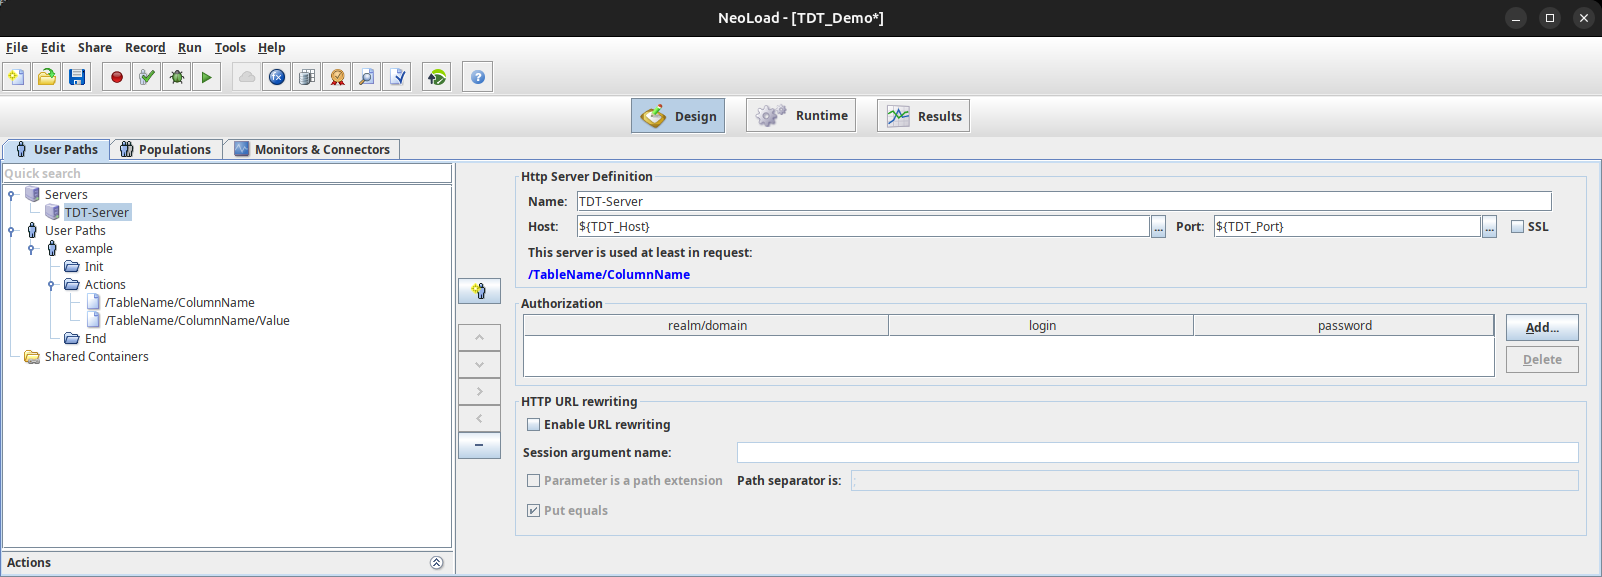 NeoLoad - [TDT_Demo*]
File Edit Share Record Run Tools Help
Design Runtime Results
User Paths Populations Monitors & Connectors
Quick search
Servers
TDT-Server
User Paths
example
Init
Actions
/TableName/ColumnName
/TableName/ColumnName/Value
End
Shared Containers
Actions
Http Server Definition
Name: TDT-Server
Host: ${TDT_Host} ... Port: ${TDT_Port} ... SSL
This server is used at least in request:
/TableName/ColumnName
Authorization
realm/domain login password
Add...
Delete
HTTP URL rewriting
Enable URL rewriting
Session argument name:
Parameter is a path extension Path separator is: ;
Put equals